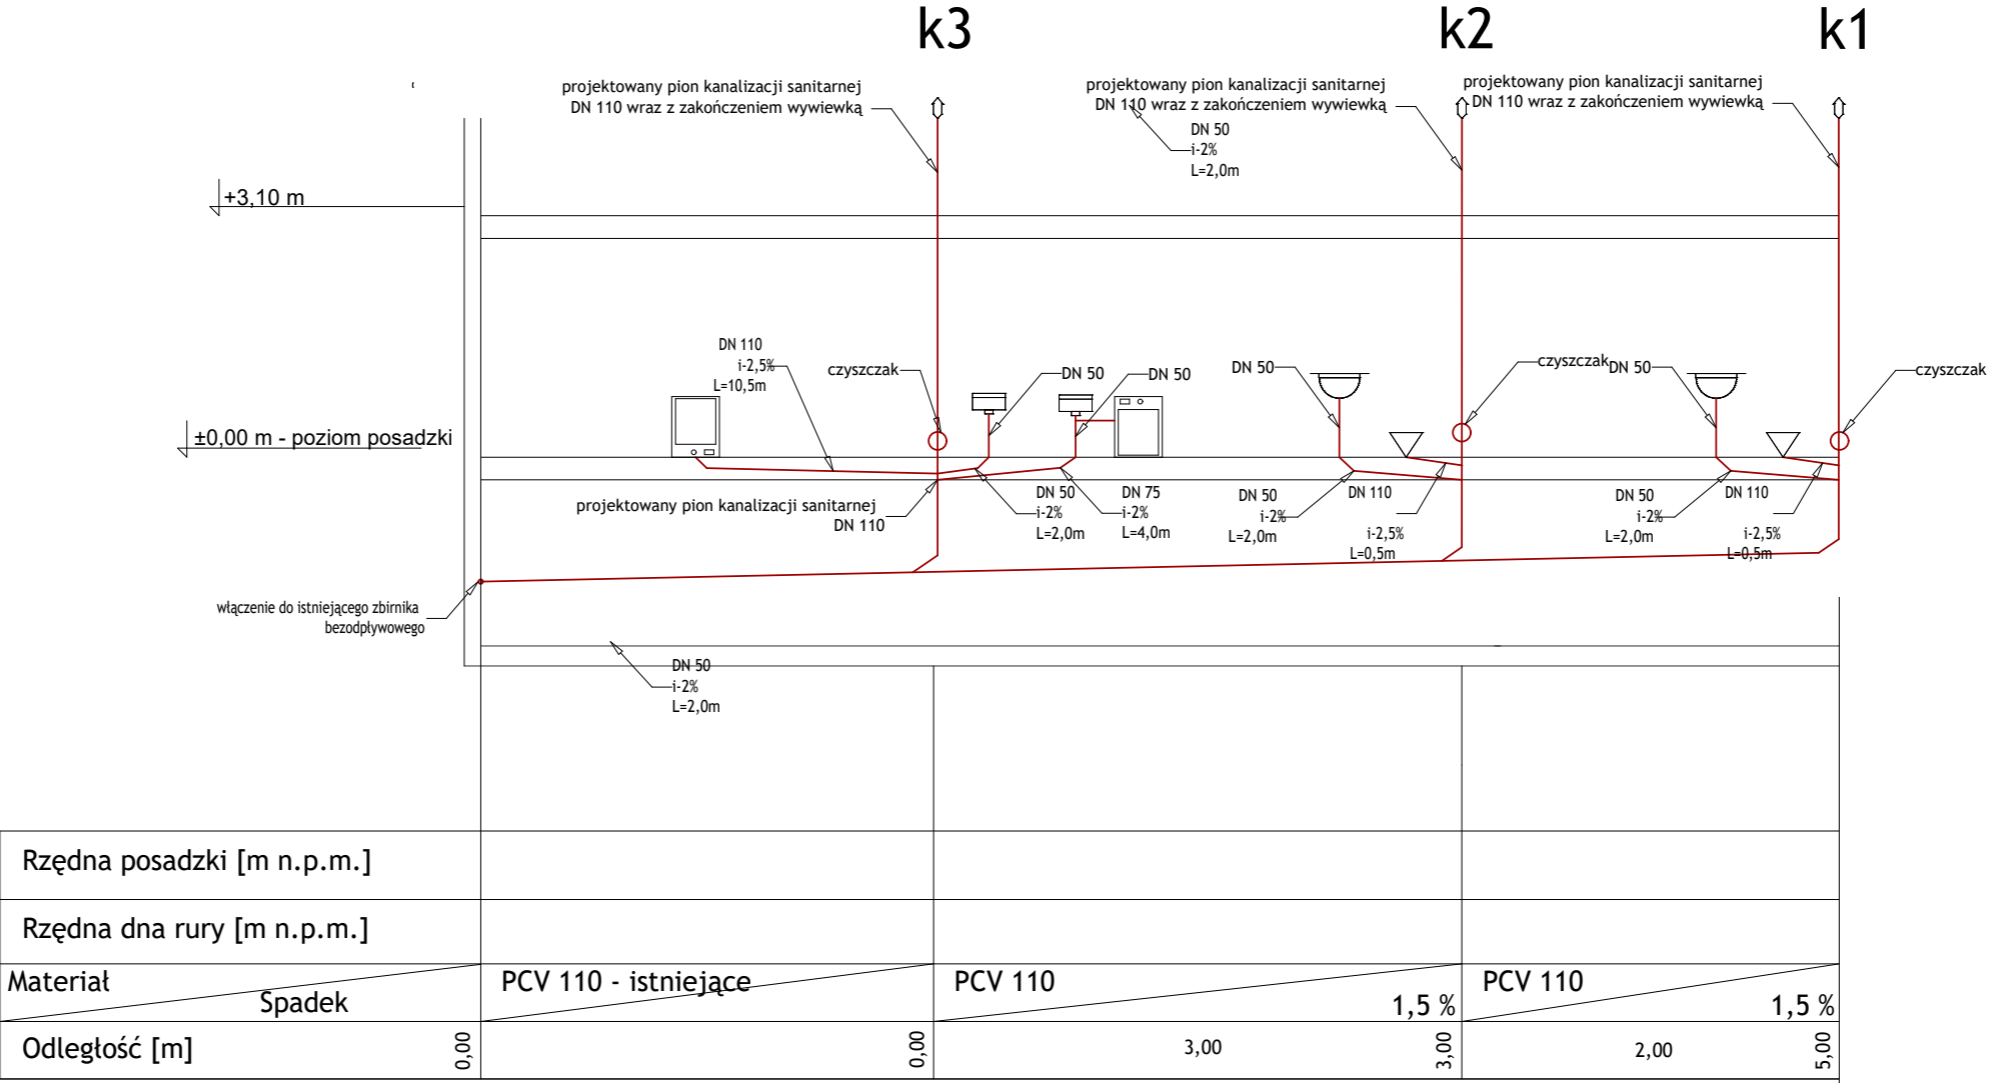 k3
k2
k1
projektowany pion kanalizacji sanitarnej
DN 110 wraz z zakończeniem wywiewką
projektowany pion kanalizacji sanitarnej
DN 110 wraz z zakończeniem wywiewką
projektowany pion kanalizacji sanitarnej
DN 110 wraz z zakończeniem wywiewką
DN 50
i-2%
L=2,0m
+3,10 m
DN 110
i-2,5%
L=10,5m
czyszczak
DN 50
DN 50
DN 50
czyszczak
DN 50
czyszczak
±0,00 m - poziom posadzki
projektowany pion kanalizacji sanitarnej
DN 110
DN 50
i-2%
L=2,0m
DN 75
i-2%
L=4,0m
DN 50
i-2%
L=2,0m
DN 110
i-2,5%
L=0,5m
DN 50
i-2%
L=2,0m
DN 110
i-2,5%
L=0,5m
włączenie do istniejącego zbirnika
bezodpływowego
DN 50
i-2%
L=2,0m
Rzędna posadzki [m n.p.m.]
Rzędna dna rury [m n.p.m.]
Materiał
Spadek
PCV 110 - istniejące
PCV 110
1,5 %
PCV 110
1,5 %
Odległość [m]
0,00
0,00
3,00
3,00
2,00
5,00